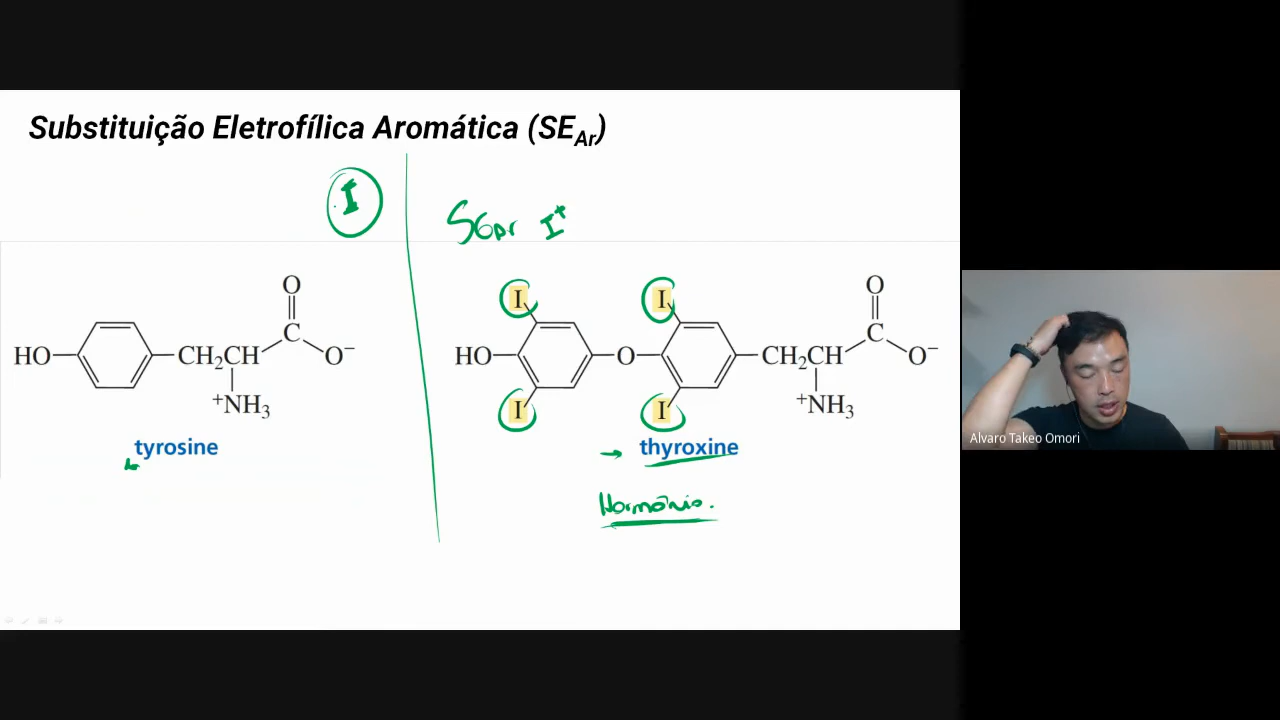 Substituição Eletrofílica Aromática (SEAr)
I
SEAr I⁺
O
C
HO
CH₂CH
O⁻
⁺NH₃
tyrosine
I
I
O
C
HO
O
CH₂CH
O⁻
⁺NH₃
I
I
→ thyroxine
Hormônio.
Alvaro Takeo Omori